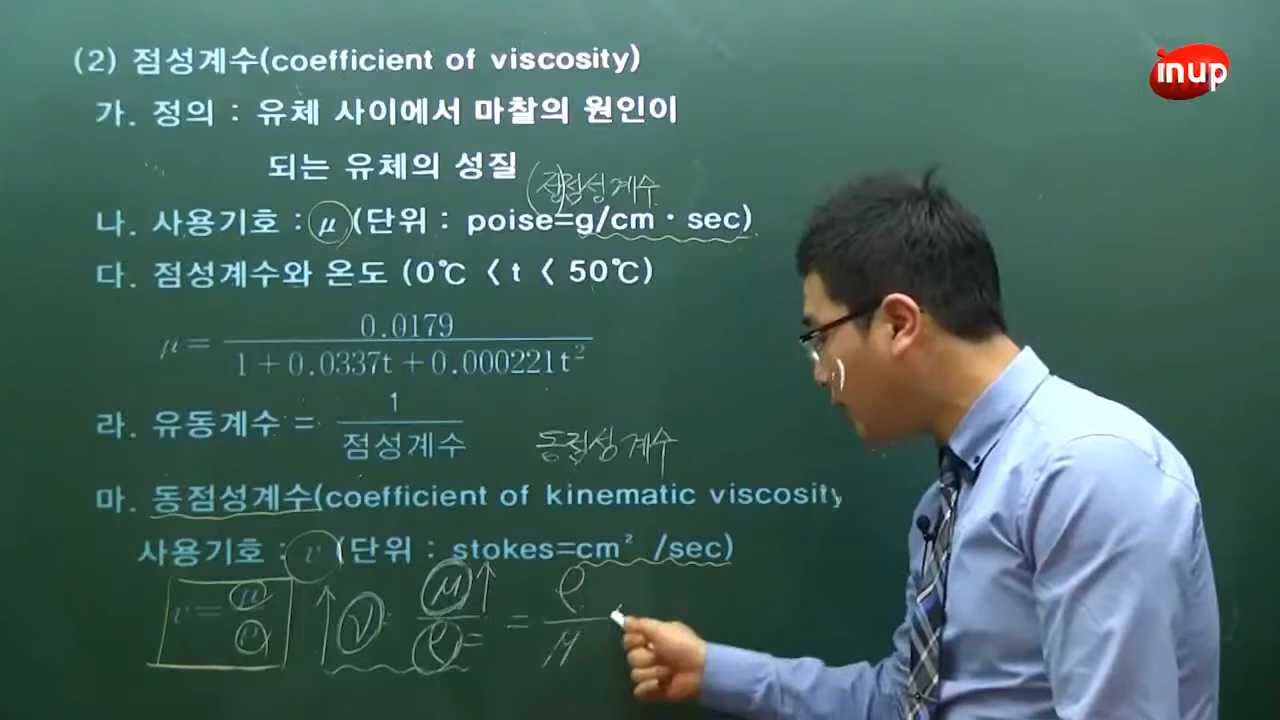 inup
(2) 점성계수(coefficient of viscosity)
가. 정의 : 유체 사이에서 마찰의 원인이
되는 유체의 성질
(정점성계수
나. 사용기호 : μ (단위 : poise=g/cm · sec)
다. 점성계수와 온도 (0℃ < t < 50℃)
μ = 0.0179
1 + 0.0337t + 0.000221t²
라. 유동계수 = 1
점성계수
동점성계수
마. 동점성계수(coefficient of kinematic viscosity
사용기호 : ν (단위 : stokes=cm² /sec)
ν = μ ↑ ν μ ↑ = ρ
ρ ρ = μ